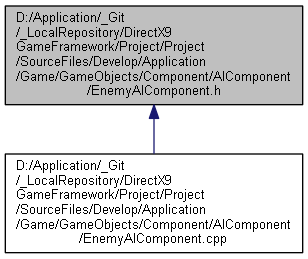 D:/Application/_Git
/_LocalRepository/DirectX9
GameFramework/Project/Project
/SourceFiles/Develop/Application
/Game/GameObjects/Component/AIComponent
/EnemyAIComponent.h
D:/Application/_Git
/_LocalRepository/DirectX9
GameFramework/Project/Project
/SourceFiles/Develop/Application
/Game/GameObjects/Component/AIComponent
/EnemyAIComponent.cpp